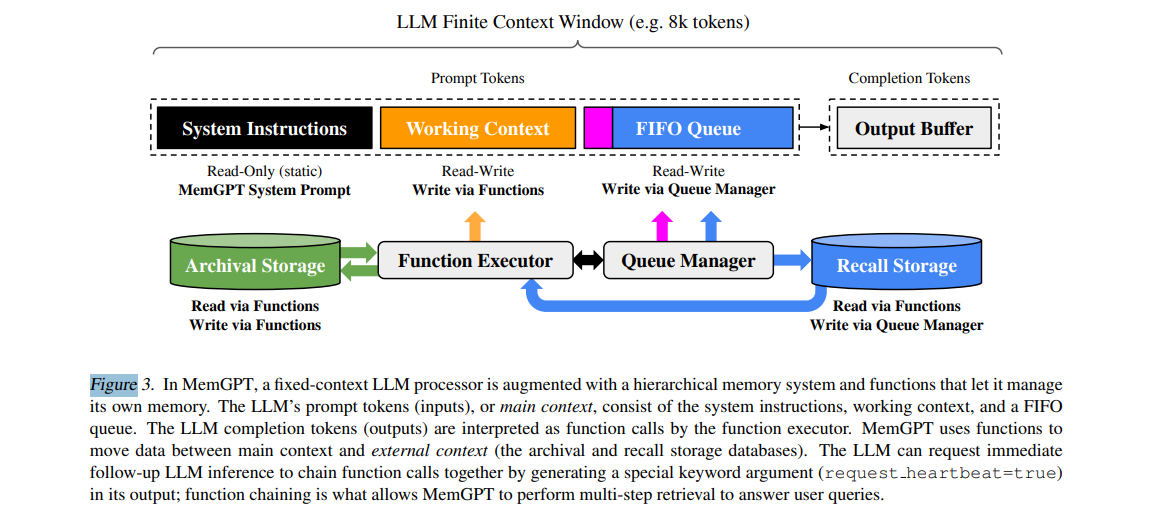 LLM Finite Context Window (e.g. 8k tokens)
Prompt Tokens
Completion Tokens
System Instructions
Working Context
FIFO Queue
Output Buffer
Read-Only (static)
MemGPT System Prompt
Read-Write
Write via Functions
Read-Write
Write via Queue Manager
Archival Storage
Function Executor
Queue Manager
Recall Storage
Read via Functions
Write via Functions
Read via Functions
Write via Queue Manager
Figure 3. In MemGPT, a fixed-context LLM processor is augmented with a hierarchical memory system and functions that let it manage
its own memory. The LLM's prompt tokens (inputs), or main context, consist of the system instructions, working context, and a FIFO
queue. The LLM completion tokens (outputs) are interpreted as function calls by the function executor. MemGPT uses functions to
move data between main context and external context (the archival and recall storage databases). The LLM can request immediate
follow-up LLM inference to chain function calls together by generating a special keyword argument (request_heartbeat=true)
in its output; function chaining is what allows MemGPT to perform multi-step retrieval to answer user queries.